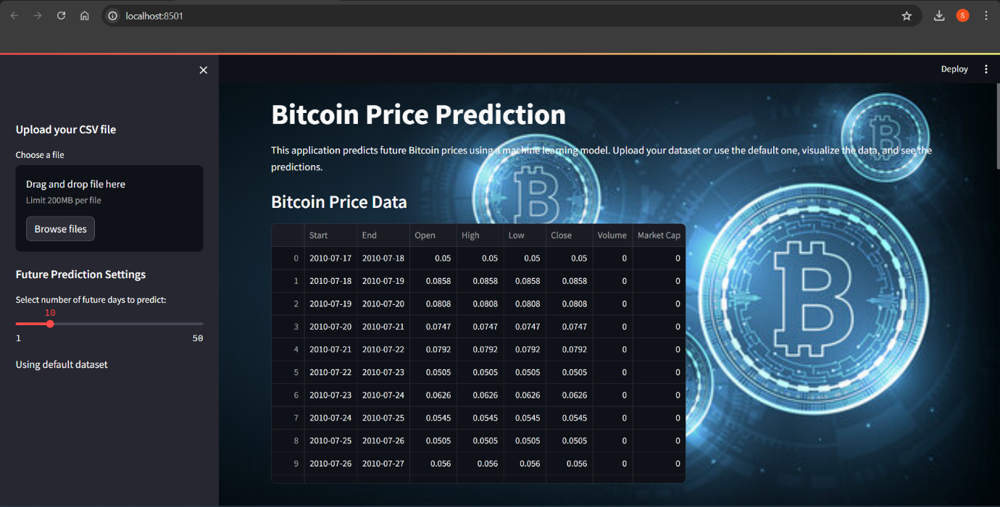 localhost:8501
S
Deploy
Upload your CSV file
Choose a file
Drag and drop file here
Limit 200MB per file
Browse files
Future Prediction Settings
Select number of future days to predict:
10
1 50
Using default dataset
Bitcoin Price Prediction
This application predicts future Bitcoin prices using a machine learning model. Upload your dataset or use the default one, visualize the data, and see the
predictions.
Bitcoin Price Data
Start End Open High Low Close Volume Market Cap
0 2010-07-17 2010-07-18 0.05 0.05 0.05 0.05 0 0
1 2010-07-18 2010-07-19 0.0858 0.0858 0.0858 0.0858 0 0
2 2010-07-19 2010-07-20 0.0808 0.0808 0.0808 0.0808 0 0
3 2010-07-20 2010-07-21 0.0747 0.0747 0.0747 0.0747 0 0
4 2010-07-21 2010-07-22 0.0792 0.0792 0.0792 0.0792 0 0
5 2010-07-22 2010-07-23 0.0505 0.0505 0.0505 0.0505 0 0
6 2010-07-23 2010-07-24 0.0626 0.0626 0.0626 0.0626 0 0
7 2010-07-24 2010-07-25 0.0545 0.0545 0.0545 0.0545 0 0
8 2010-07-25 2010-07-26 0.0505 0.0505 0.0505 0.0505 0 0
9 2010-07-26 2010-07-27 0.056 0.056 0.056 0.056 0 0